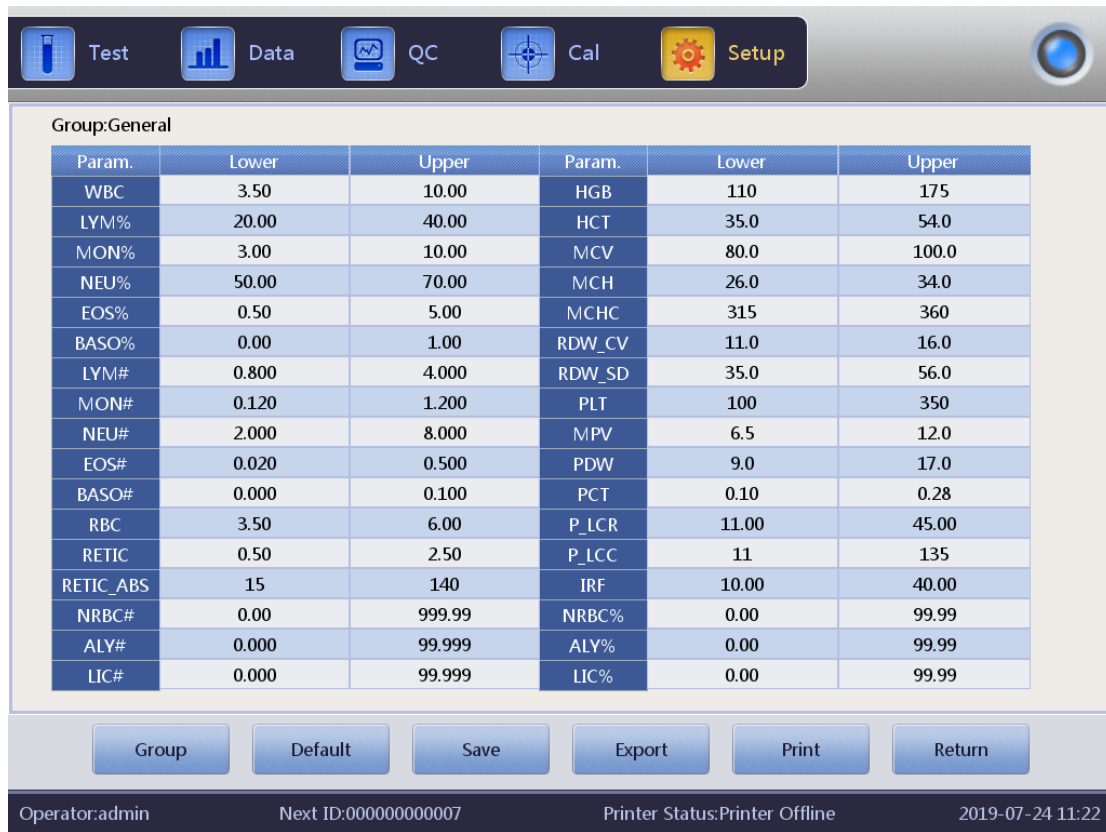 Test Data QC Cal Setup
Group:General
Param. Lower Upper Param. Lower Upper
WBC 3.50 10.00 HGB 110 175
LYM% 20.00 40.00 HCT 35.0 54.0
MON% 3.00 10.00 MCV 80.0 100.0
NEU% 50.00 70.00 MCH 26.0 34.0
EOS% 0.50 5.00 MCHC 315 360
BASO% 0.00 1.00 RDW_CV 11.0 16.0
LYM# 0.800 4.000 RDW_SD 35.0 56.0
MON# 0.120 1.200 PLT 100 350
NEU# 2.000 8.000 MPV 6.5 12.0
EOS# 0.020 0.500 PDW 9.0 17.0
BASO# 0.000 0.100 PCT 0.10 0.28
RBC 3.50 6.00 P_LCR 11.00 45.00
RETIC 0.50 2.50 P_LCC 11 135
RETIC_ABS 15 140 IRF 10.00 40.00
NRBC# 0.00 999.99 NRBC% 0.00 99.99
ALY# 0.000 99.999 ALY% 0.00 99.99
LIC# 0.000 99.999 LIC% 0.00 99.99
Group Default Save Export Print Return
Operator:admin Next ID:000000000007 Printer Status:Printer Offline 2019-07-24 11:22